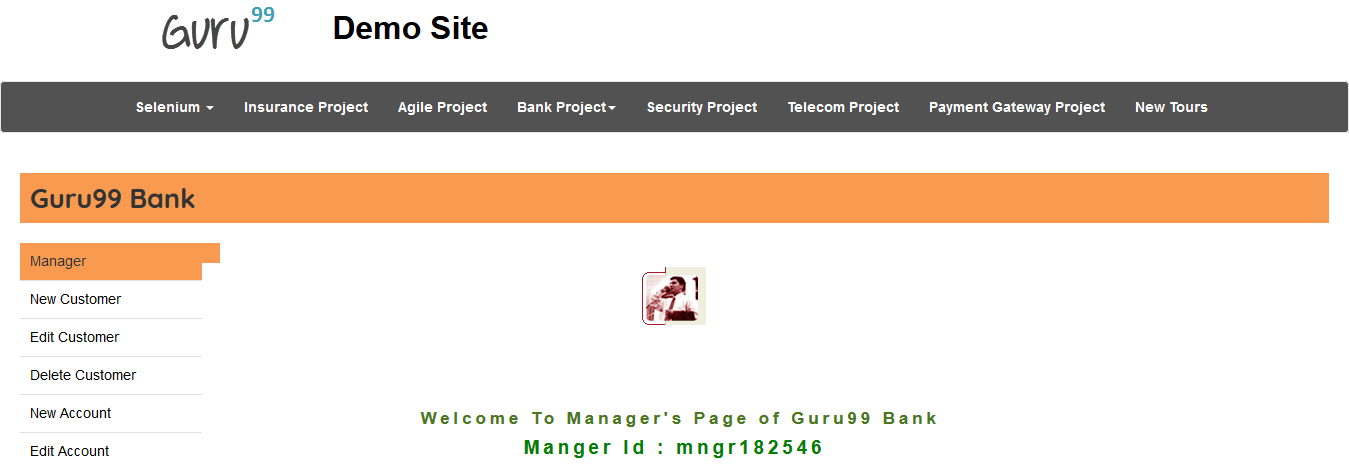 Guru99 Demo Site
Selenium Insurance Project Agile Project Bank Project Security Project Telecom Project Payment Gateway Project New Tours
Guru99 Bank
Manager
New Customer
Edit Customer
Delete Customer
New Account
Edit Account
Welcome To Manager's Page of Guru99 Bank
Manger Id : mngr182546